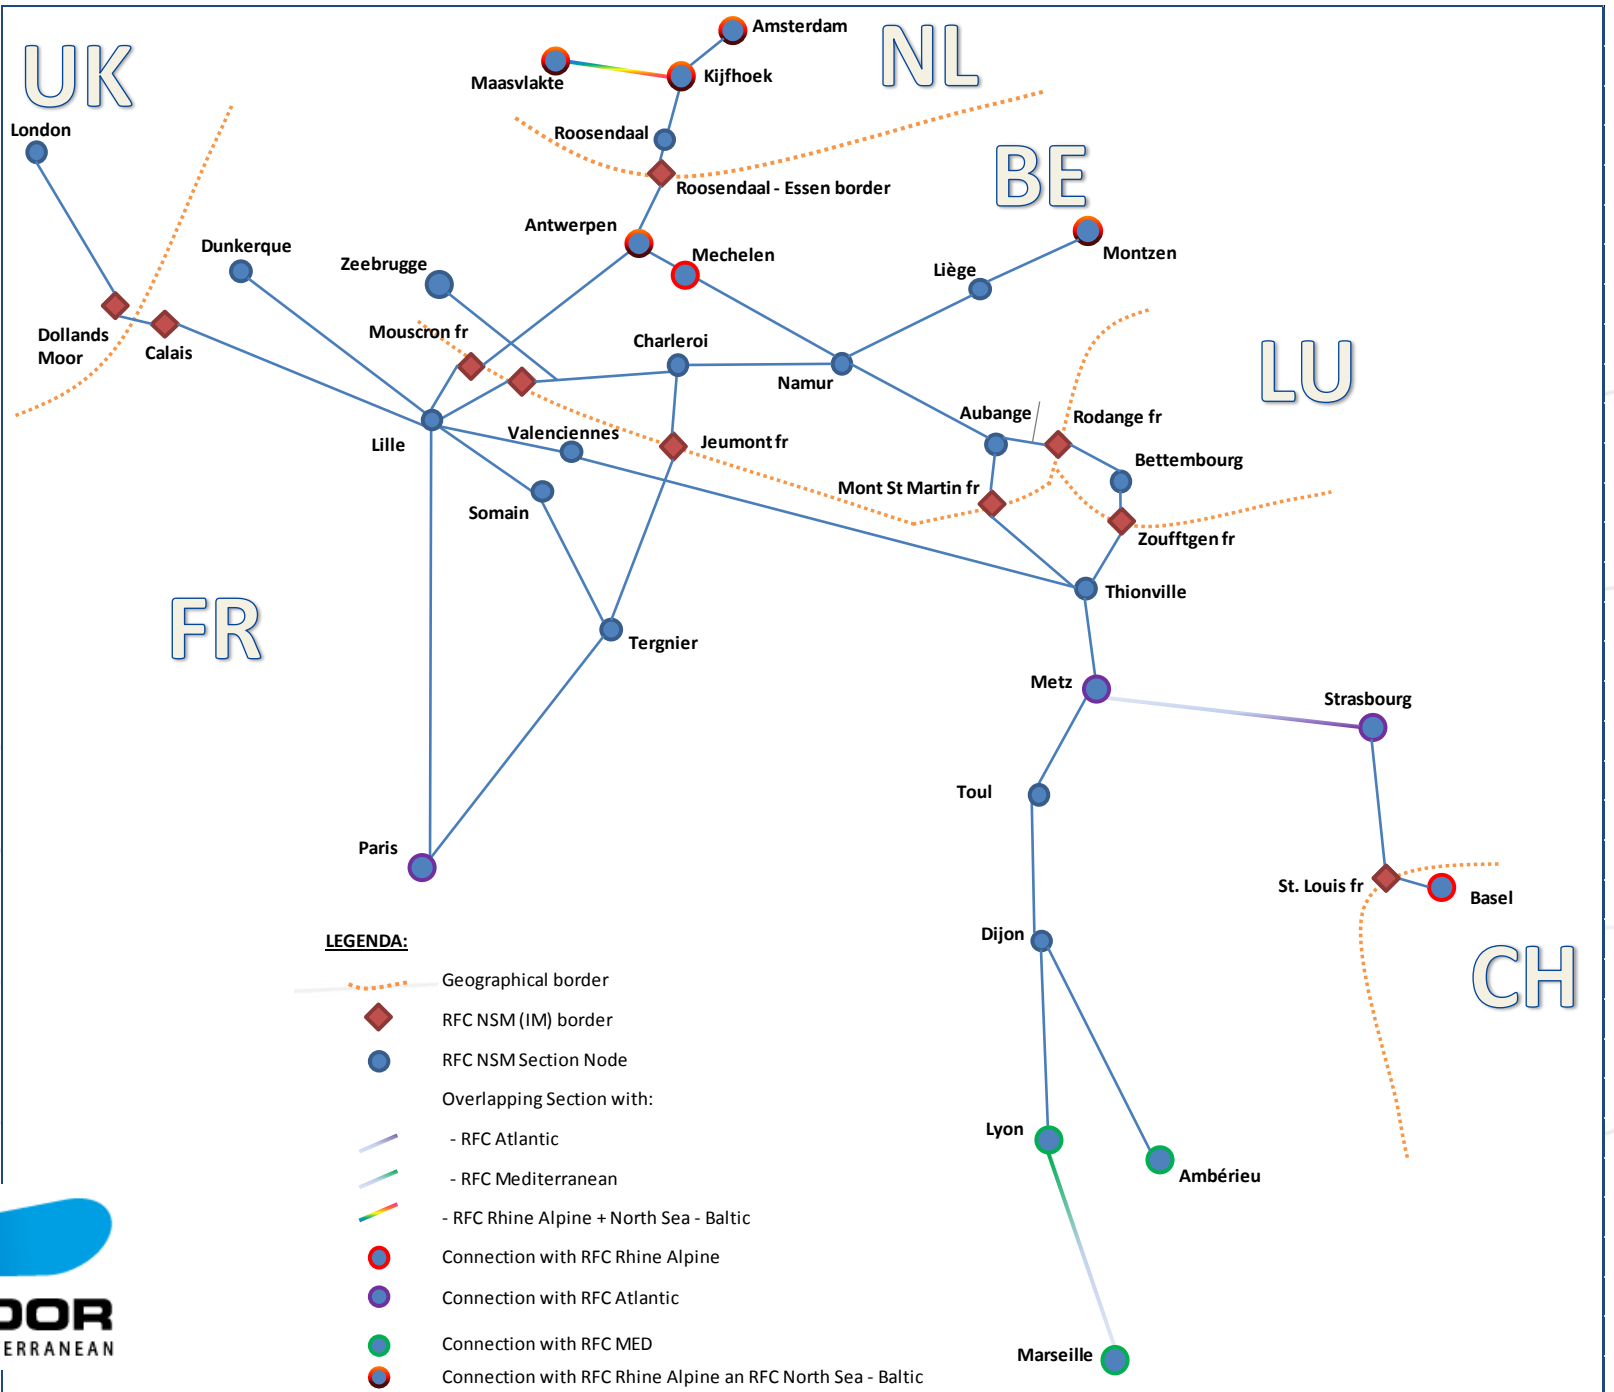 Amsterdam
UK
NL
Maasvlakte
Kijfhoek
London
Roosendaal
BE
Roosendaal - Essen border
Antwerpen
Dunkerque
Mechelen
Montzen
Zeebrugge
Liège
Mouscron fr
Dollands
Moor
Calais
Charleroi
LU
Namur
Aubange
Rodange fr
Valenciennes
Lille
Jeumont fr
Bettembourg
Mont St Martin fr
Somain
Zoufftgen fr
Thionville
FR
Tergnier
Metz
Strasbourg
Toul
Paris
St. Louis fr
Basel
Dijon
CH
LEGENDA:
Geographical border
RFC NSM (IM) border
RFC NSM Section Node
Overlapping Section with:
- RFC Atlantic
- RFC Mediterranean
- RFC Rhine Alpine + North Sea - Baltic
Connection with RFC Rhine Alpine
Connection with RFC Atlantic
Connection with RFC MED
Connection with RFC Rhine Alpine an RFC North Sea - Baltic
Lyon
Ambérieu
Marseille
DOR
ERRANEAN